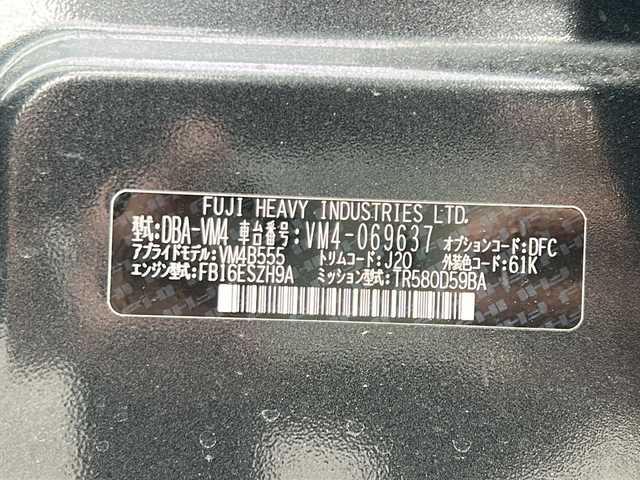 FUJI HEAVY INDUSTRIES LTD.
型式:DBA-VM4 車台番号:VM4-069637 オプションコード:DFC
アプライドモデル:VM4B555 トリムコード:J20 外装色コード:61K
エンジン型式:FB16ESZH9A ミッション型式:TR580D59BA